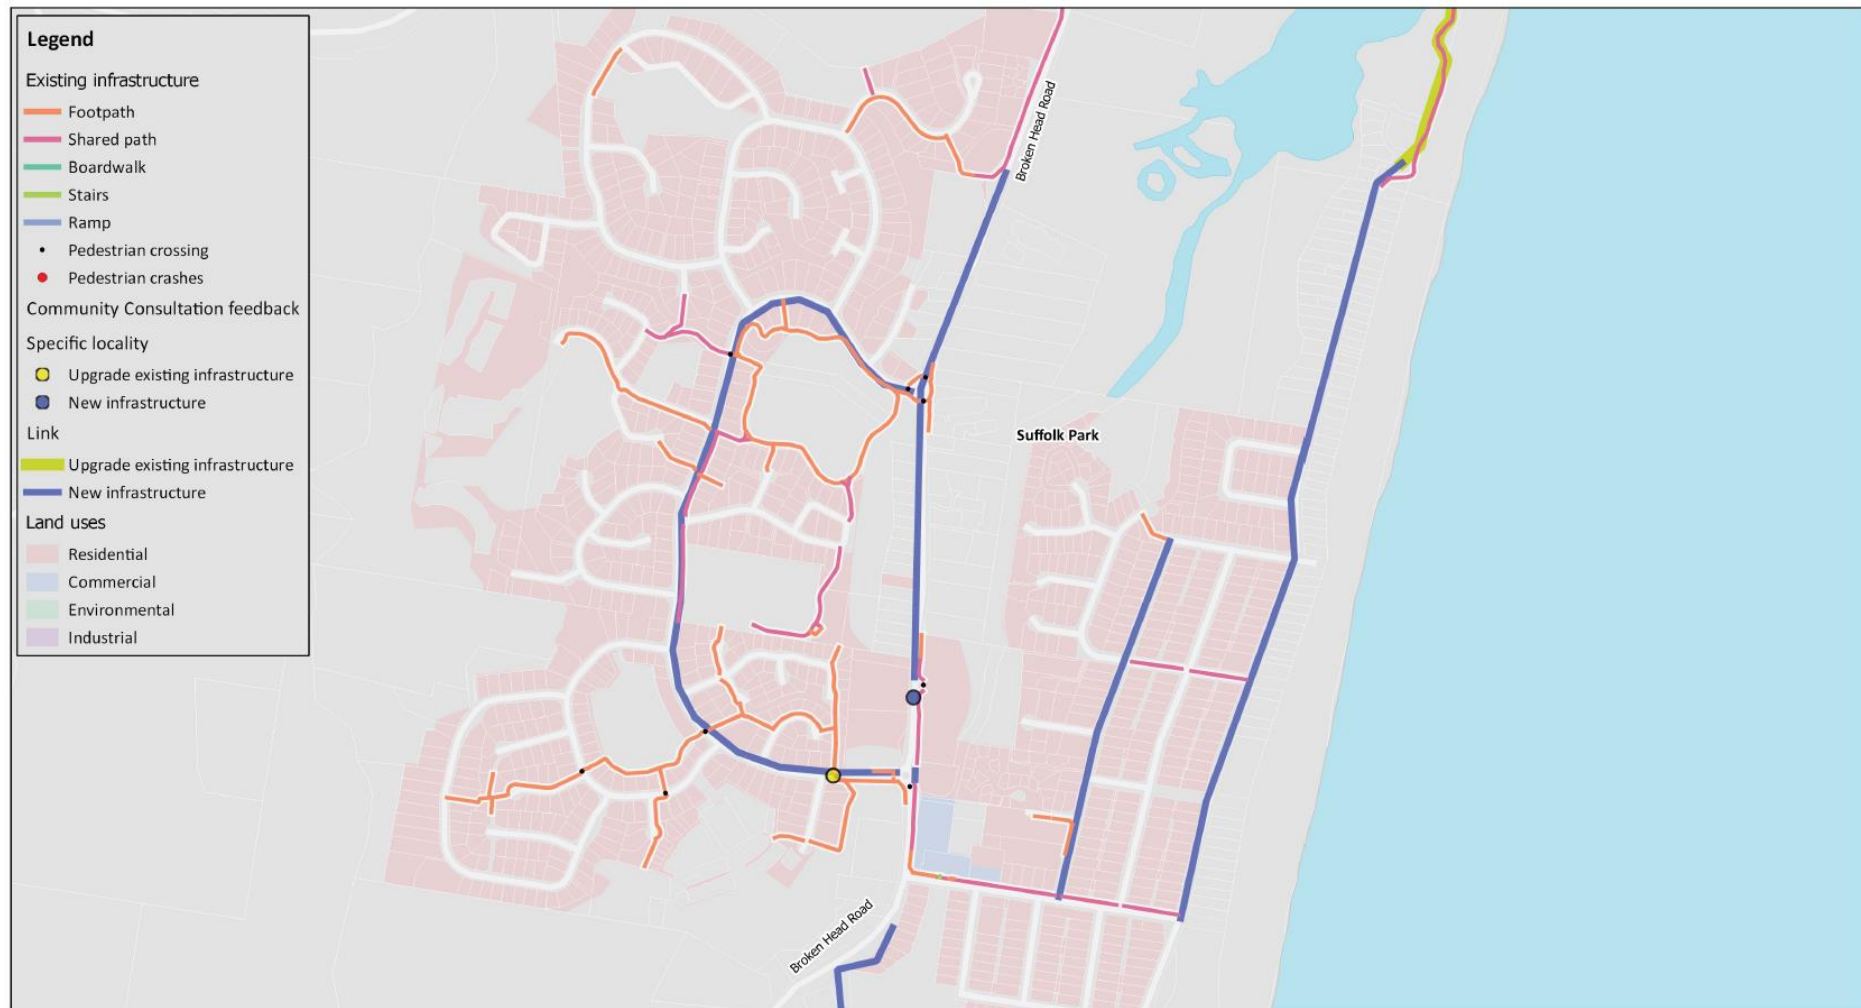 Legend
Existing infrastructure
Footpath
Shared path
Boardwalk
Stairs
Ramp
Pedestrian crossing
Pedestrian crashes
Community Consultation feedback
Specific locality
Upgrade existing infrastructure
New infrastructure
Link
Upgrade existing infrastructure
New infrastructure
Land uses
Residential
Commercial
Environmental
Industrial
Broken Head Road
Suffolk Park
Broken Head Road